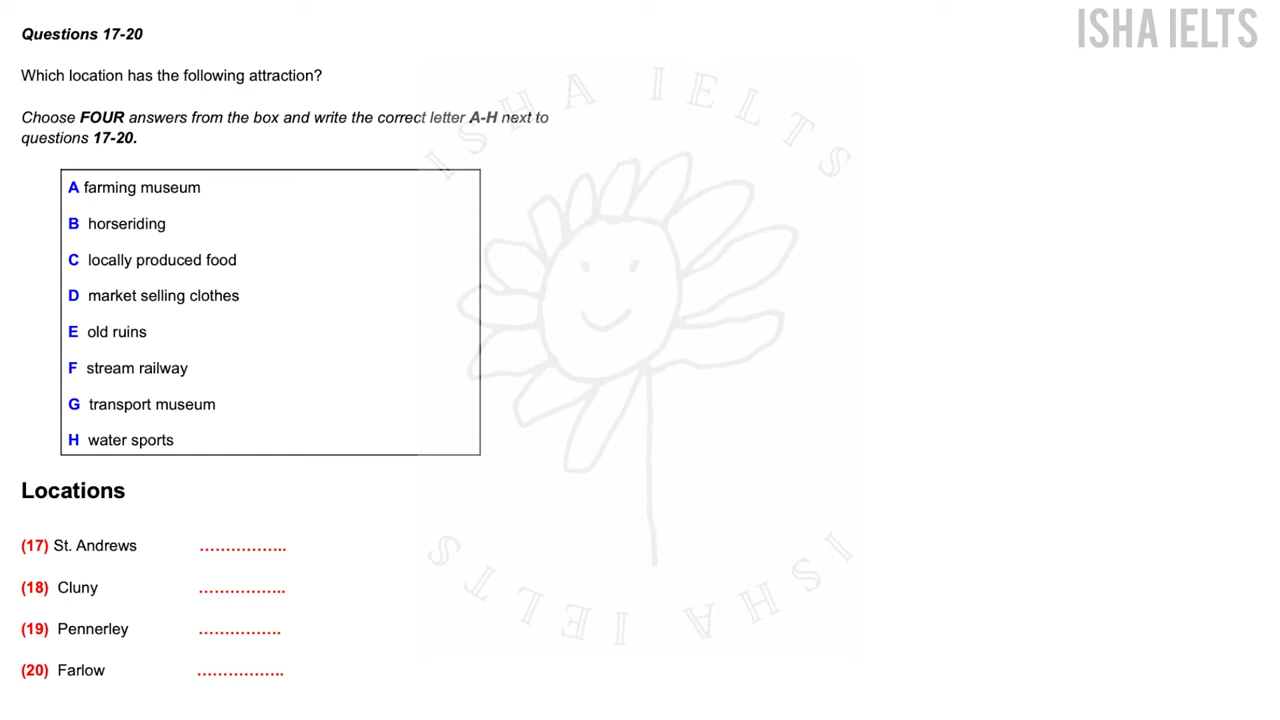 ISHA IELTS
Questions 17-20
Which location has the following attraction?
Choose FOUR answers from the box and write the correct letter A-H next to
questions 17-20.
ISHA IELTS
A farming museum
B horseriding
C locally produced food
D market selling clothes
E old ruins
F stream railway
G transport museum
H water sports
Locations
(17) St. Andrews ……………..
(18) Cluny ……………..
(19) Pennerley …………….
(20) Farlow ……………..
ISHA IELTS